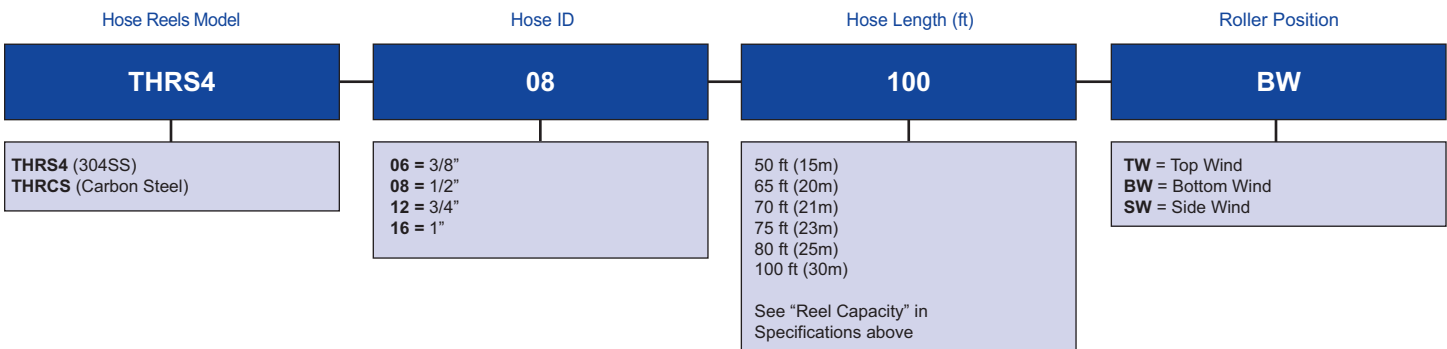 Hose Reels Model
Hose ID
Hose Length (ft)
Roller Position
THRS4
08
100
BW
THRS4 (304SS)
THRCS (Carbon Steel)
06 = 3/8”
08 = 1/2”
12 = 3/4”
16 = 1”
50 ft (15m)
65 ft (20m)
70 ft (21m)
75 ft (23m)
80 ft (25m)
100 ft (30m)
See “Reel Capacity” in
Specifications above
TW = Top Wind
BW = Bottom Wind
SW = Side Wind